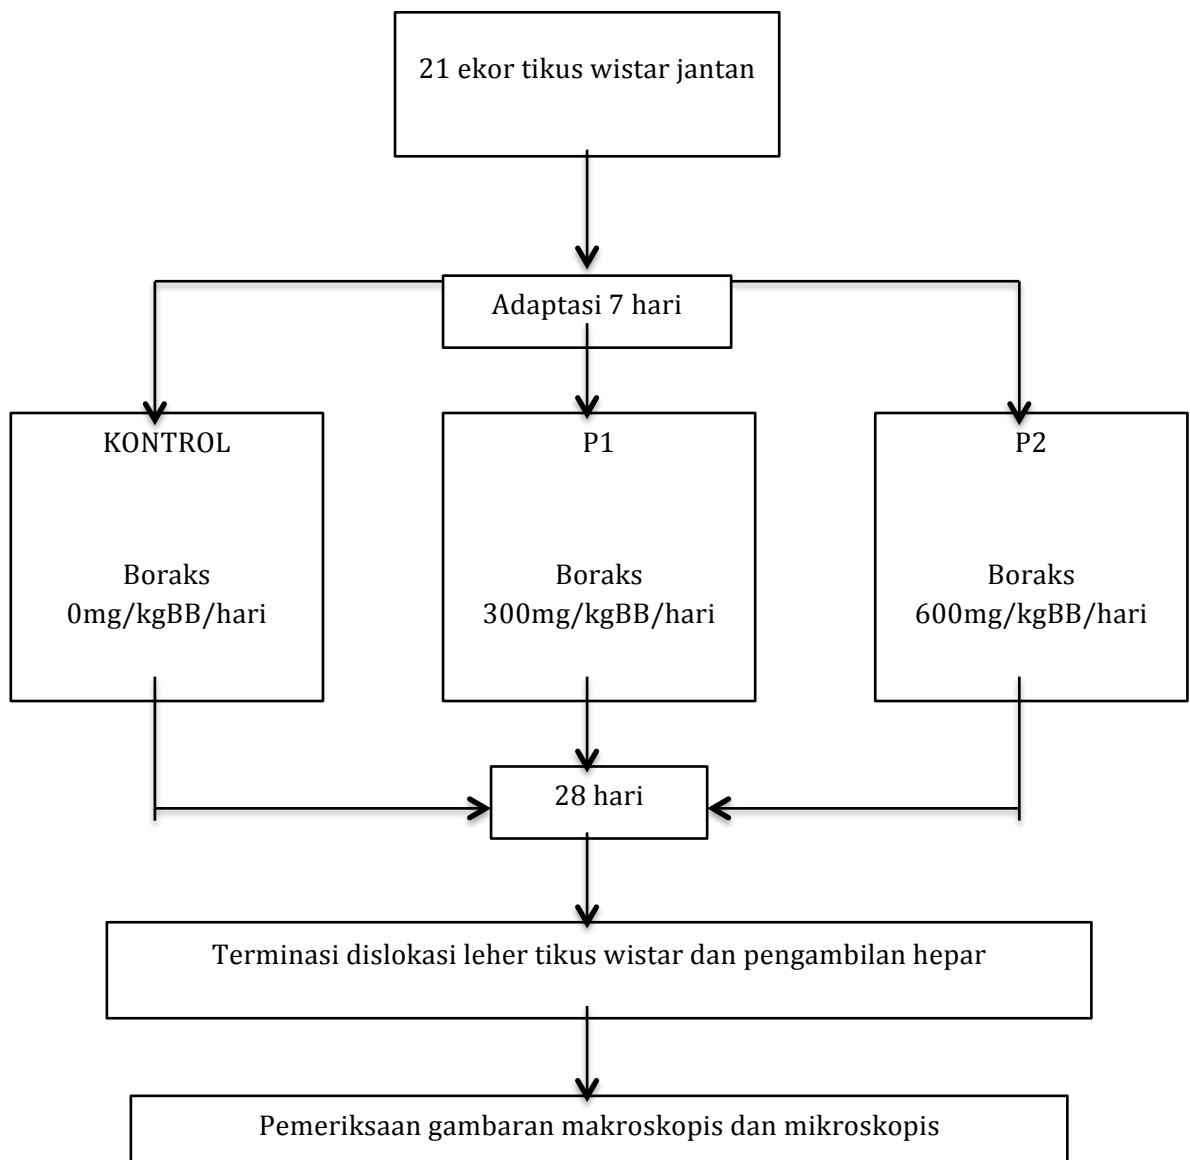 21 ekor tikus wistar jantan
Adaptasi 7 hari
KONTROL
Boraks
0mg/kgBB/hari
P1
Boraks
300mg/kgBB/hari
P2
Boraks
600mg/kgBB/hari
28 hari
Terminasi dislokasi leher tikus wistar dan pengambilan hepar
Pemeriksaan gambaran makroskopis dan mikroskopis